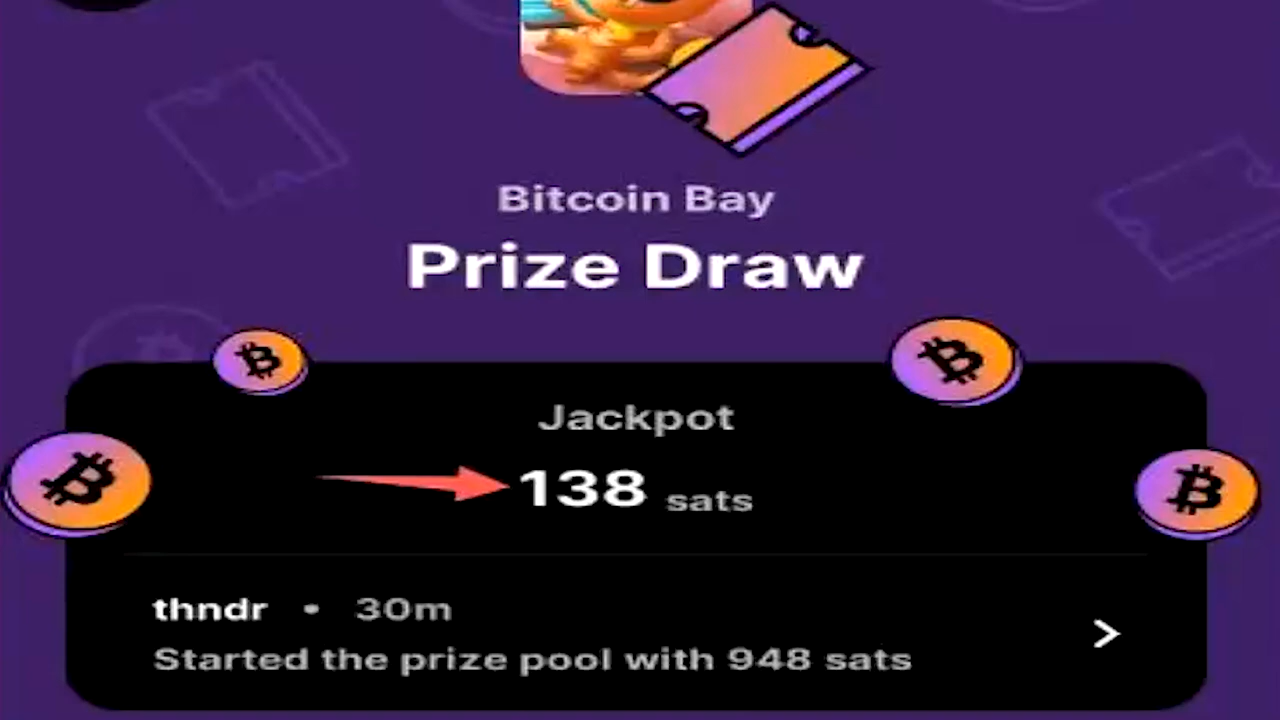 Bitcoin Bay
Prize Draw
Jackpot
138 sats
thndr • 30m
Started the prize pool with 948 sats